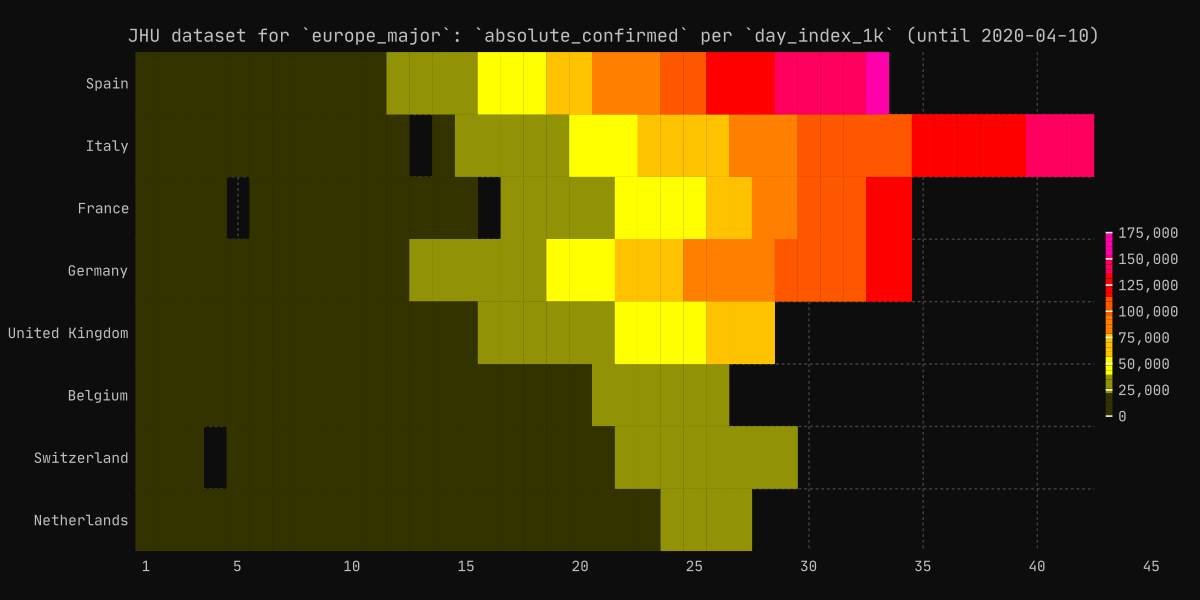 JHU dataset for `europe_major`: `absolute_confirmed` per `day_index_1k` (until 2020-04-10)
Spain
Italy
France
Germany
United Kingdom
Belgium
Switzerland
Netherlands
175,000
150,000
125,000
100,000
75,000
50,000
25,000
0
1 5 10 15 20 25 30 35 40 45